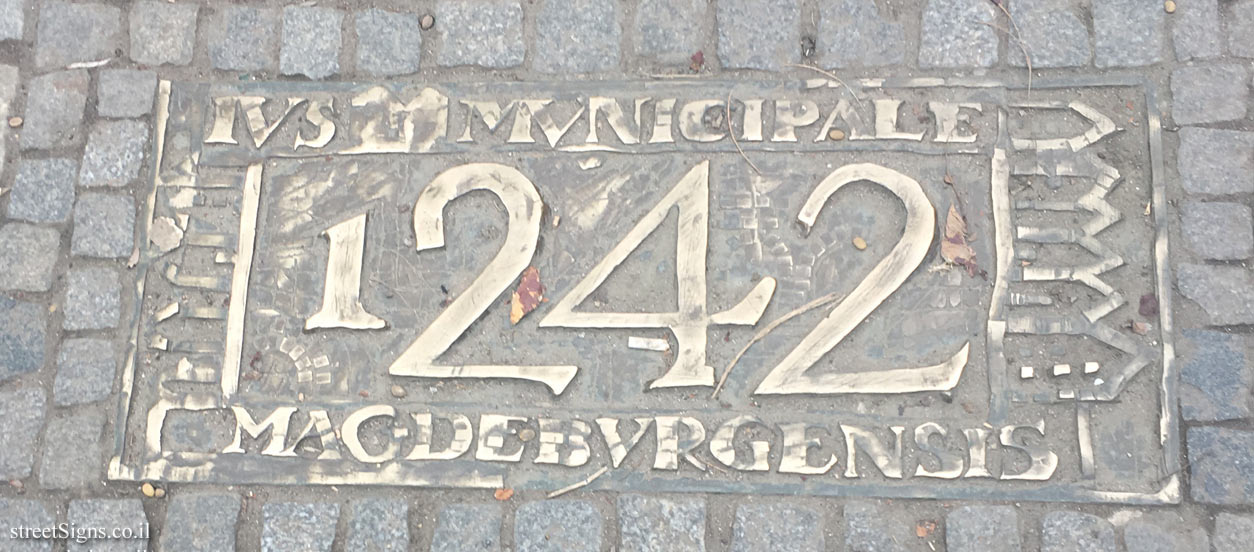 IVS MVNICIPALE
1242
MAGDEBVRGENSIS
streetSigns.co.il